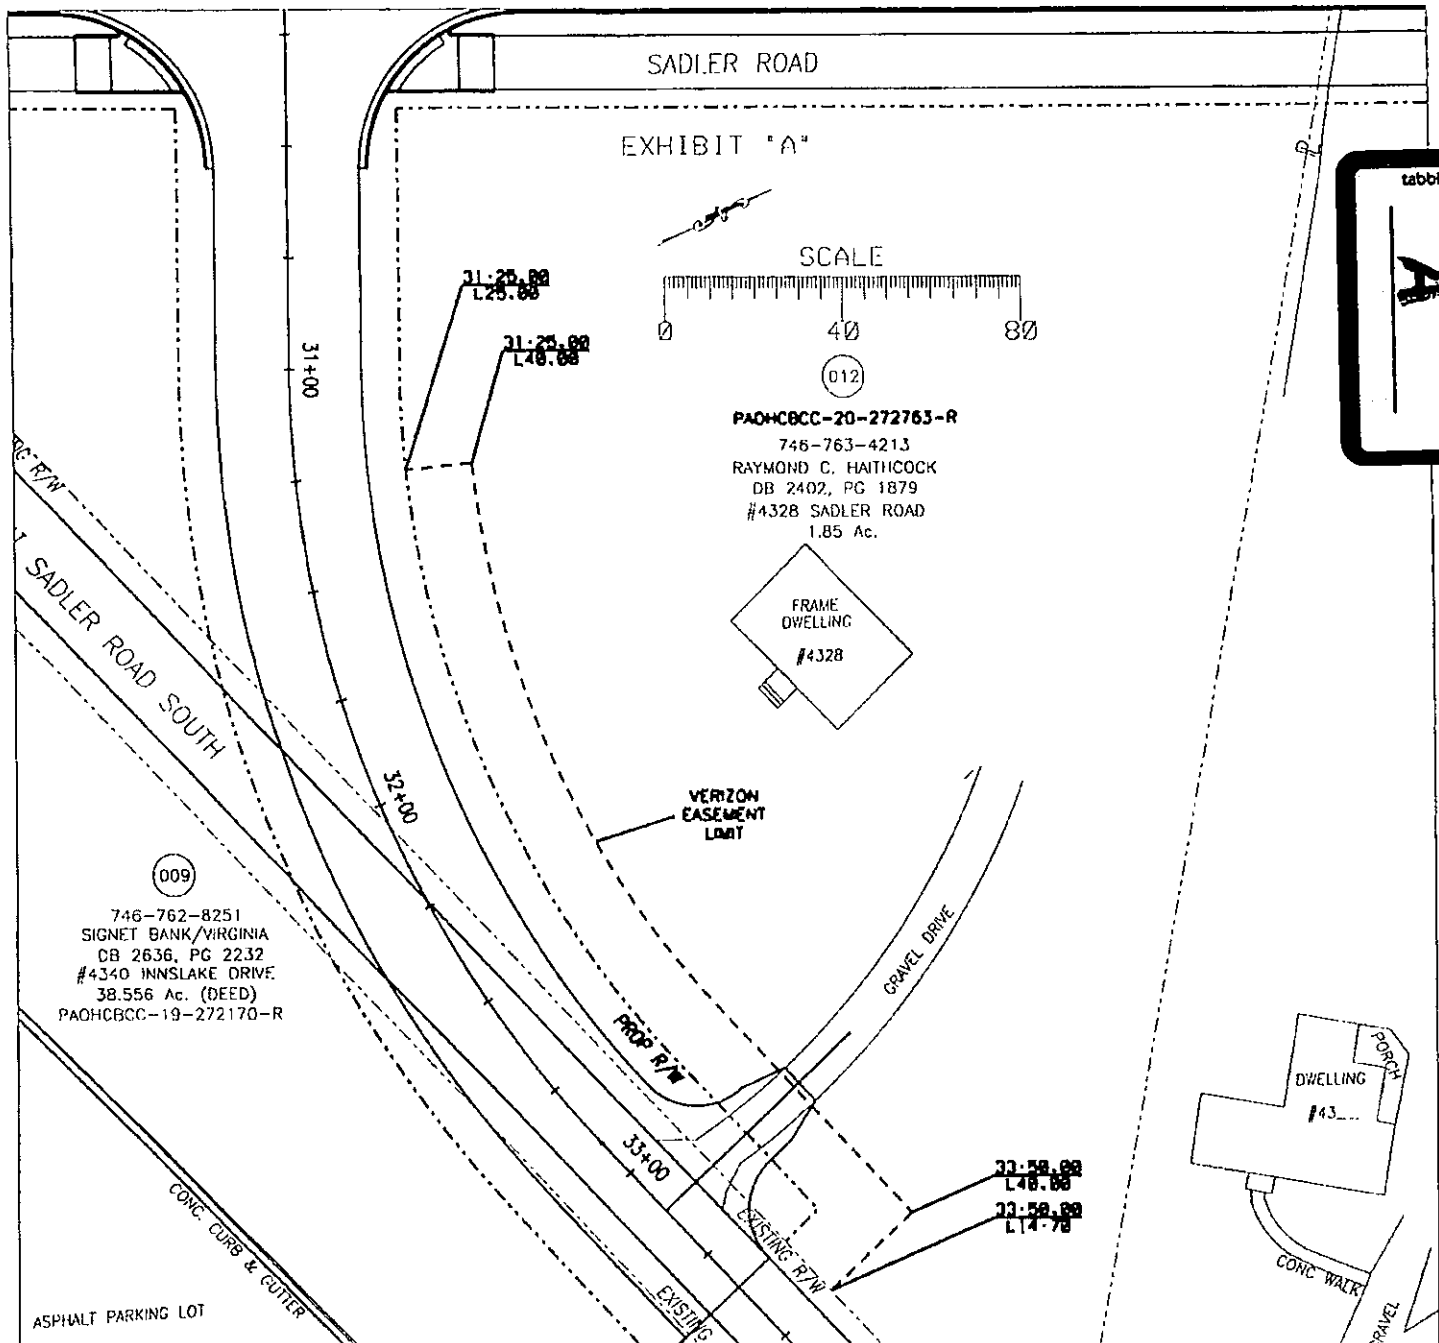 SADLER ROAD
EXHIBIT "A"
SCALE
0 40 80
31+25.00
L25.00
31+25.00
L40.00
31+00
012
PAOHCBCC-20-272763-R
746-763-4213
RAYMOND C. HAITHCOCK
DB 2402, PG 1879
#4328 SADLER ROAD
1.85 Ac.
FRAME
DWELLING
#4328
R/W
SADLER ROAD SOUTH
32+00
VERIZON
EASEMENT
LIMIT
009
746-762-8251
SIGNET BANK/VIRGINIA
DB 2636, PG 2232
#4340 INNSLAKE DRIVE
38.556 Ac. (DEED)
PAOHCBCC-19-272170-R
GRAVEL DRIVE
PROP R/W
33+00
33+50.00
L40.00
33+50.00
L14.70
EXISTING R/W
EXISTING
CONC. CURB & GUTTER
ASPHALT PARKING LOT
PORCH
DWELLING
#43__
CONC WALK
GRAVEL
A